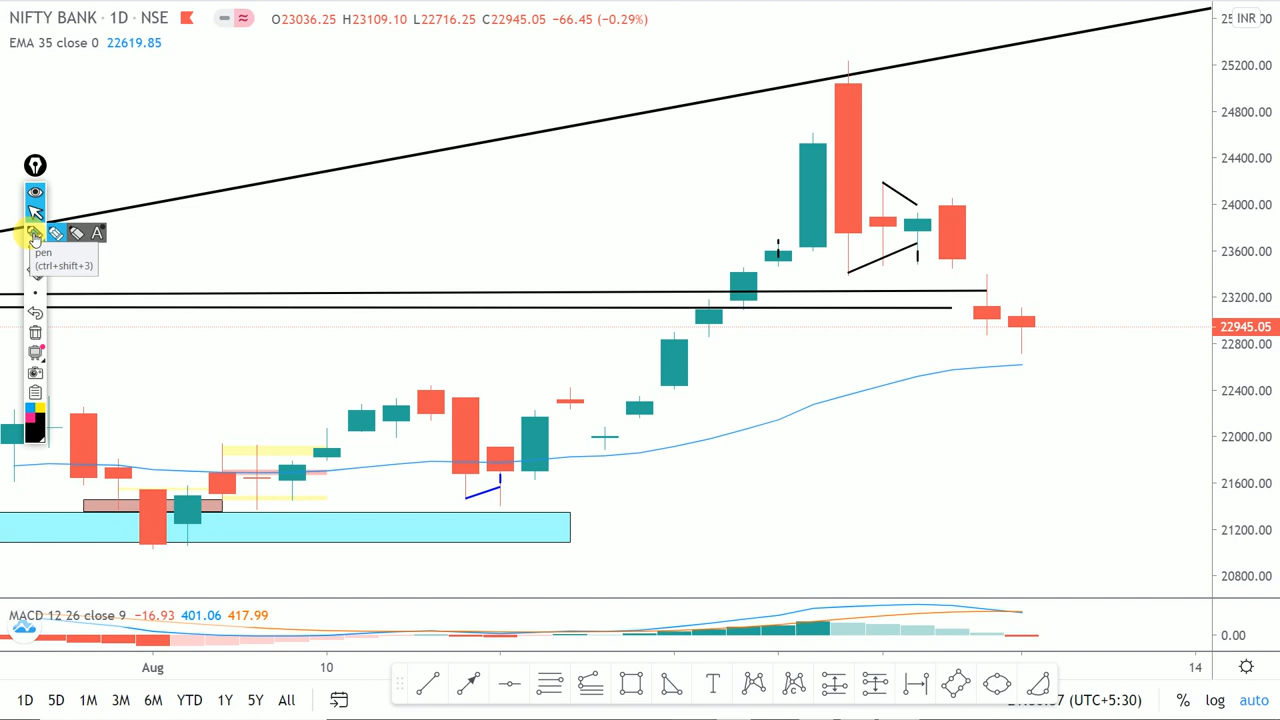 NIFTY BANK · 1D · NSE O23036.25 H23109.10 L22716.25 C22945.05 −66.45 (−0.29%)
EMA 35 close 0 22619.85
INR
25200.00
24800.00
24400.00
24000.00
23600.00
23200.00
22945.05
22800.00
22400.00
22000.00
21600.00
21200.00
20800.00
A
pen
(ctrl+shift+3)
MACD 12 26 close 9 −16.93 401.06 417.99
0.00
Aug 10 14
1D 5D 1M 3M 6M YTD 1Y 5Y All (UTC+5:30) % log auto